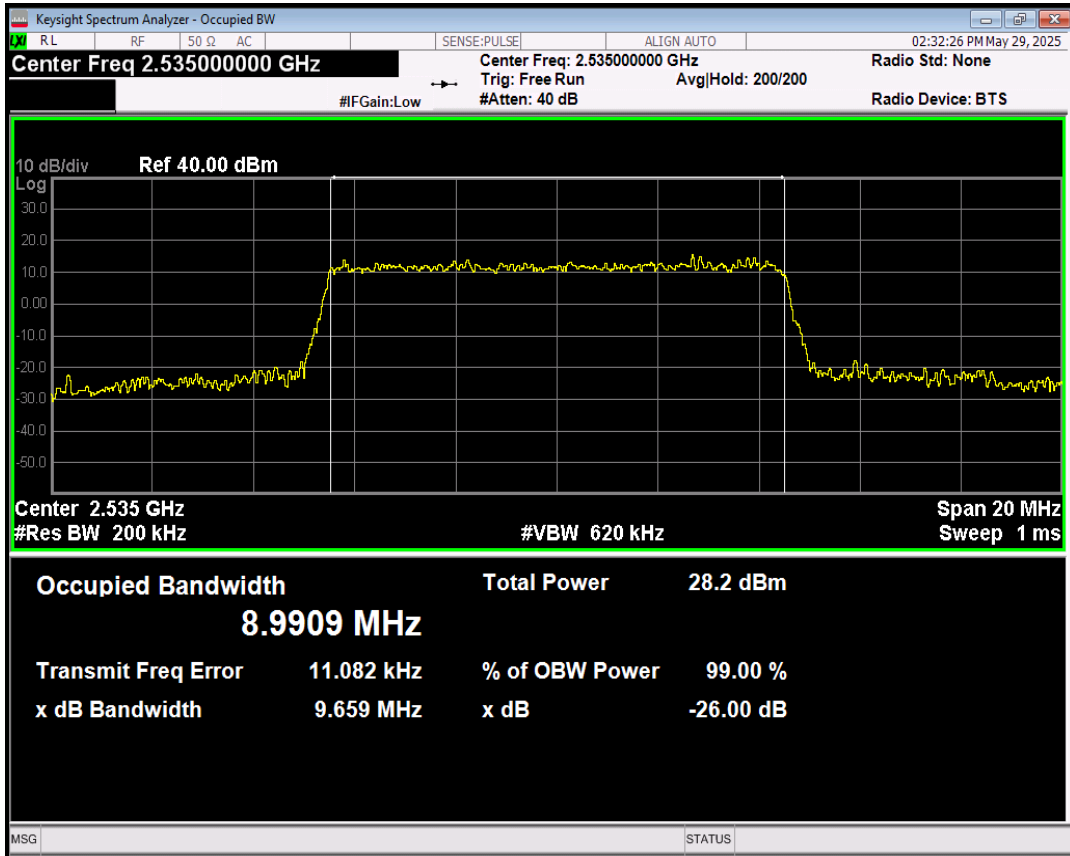 Keysight Spectrum Analyzer - Occupied BW
LXI RL RF 50 Ω AC SENSE:PULSE ALIGN AUTO 02:32:26 PM May 29, 2025
Center Freq 2.535000000 GHz Center Freq: 2.535000000 GHz Radio Std: None
Trig: Free Run Avg|Hold: 200/200
#IFGain:Low #Atten: 40 dB Radio Device: BTS
10 dB/div Ref 40.00 dBm
Log
30.0
20.0
10.0
0.00
-10.0
-20.0
-30.0
-40.0
-50.0
Center 2.535 GHz Span 20 MHz
#Res BW 200 kHz #VBW 620 kHz Sweep 1 ms
Occupied Bandwidth Total Power 28.2 dBm
8.9909 MHz
Transmit Freq Error 11.082 kHz % of OBW Power 99.00 %
x dB Bandwidth 9.659 MHz x dB -26.00 dB
MSG STATUS